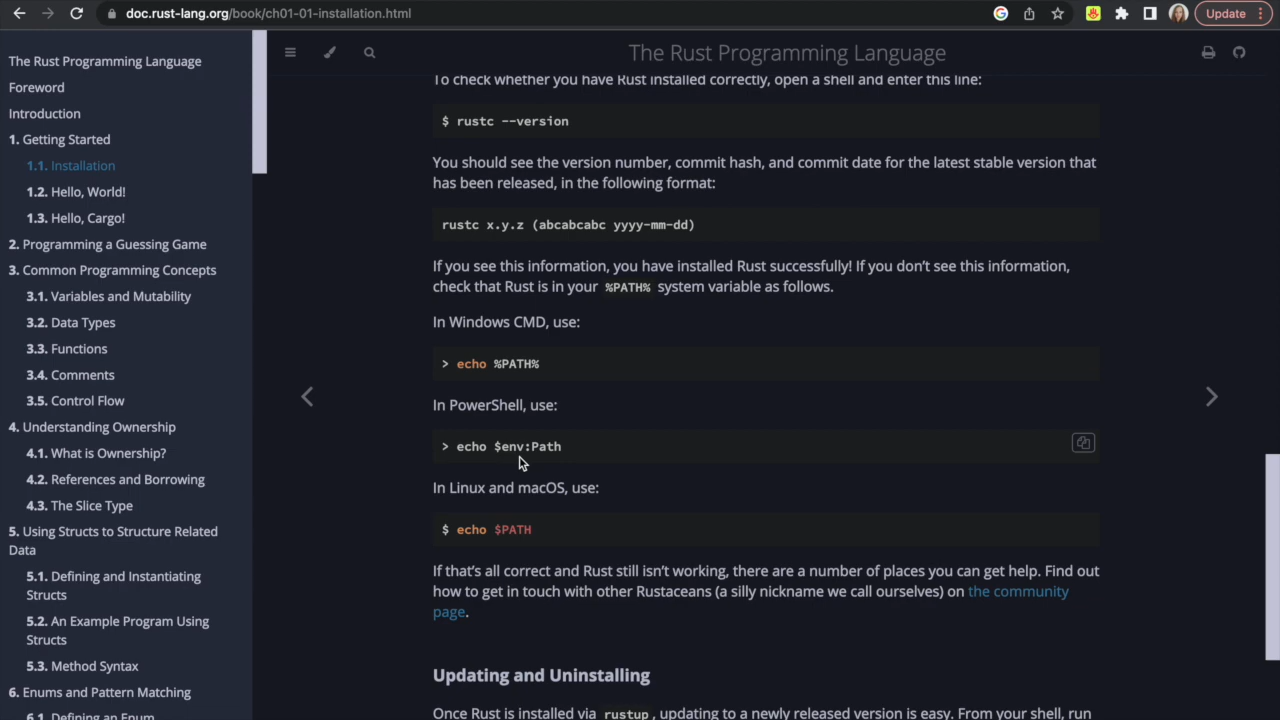 doc.rust-lang.org/book/ch01-01-installation.html
Update
The Rust Programming Language
Foreword
Introduction
1. Getting Started
1.1. Installation
1.2. Hello, World!
1.3. Hello, Cargo!
2. Programming a Guessing Game
3. Common Programming Concepts
3.1. Variables and Mutability
3.2. Data Types
3.3. Functions
3.4. Comments
3.5. Control Flow
4. Understanding Ownership
4.1. What is Ownership?
4.2. References and Borrowing
4.3. The Slice Type
5. Using Structs to Structure Related
Data
5.1. Defining and Instantiating
Structs
5.2. An Example Program Using
Structs
5.3. Method Syntax
6. Enums and Pattern Matching
6.1. Defining an Enum
The Rust Programming Language
To check whether you have Rust installed correctly, open a shell and enter this line:
$ rustc --version
You should see the version number, commit hash, and commit date for the latest stable version that
has been released, in the following format:
rustc x.y.z (abcabcabc yyyy-mm-dd)
If you see this information, you have installed Rust successfully! If you don’t see this information,
check that Rust is in your %PATH% system variable as follows.
In Windows CMD, use:
> echo %PATH%
In PowerShell, use:
> echo $env:Path
In Linux and macOS, use:
$ echo $PATH
If that’s all correct and Rust still isn’t working, there are a number of places you can get help. Find out
how to get in touch with other Rustaceans (a silly nickname we call ourselves) on the community
page.
Updating and Uninstalling
Once Rust is installed via rustup, updating to a newly released version is easy. From your shell, run